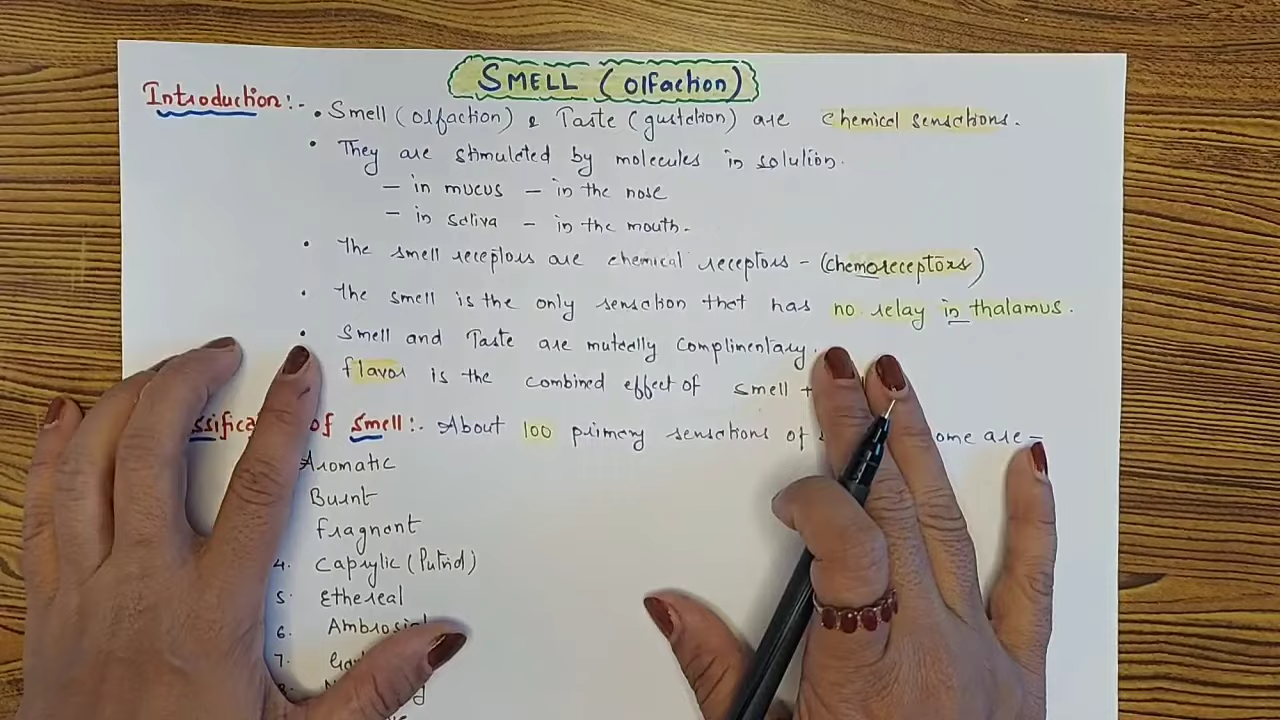 SMELL (olfaction)
Introduction:- • Smell (olfaction) & Taste (gustation) are chemical sensations.
• They are stimulated by molecules in solution.
– in mucus – in the nose
– in saliva – in the mouth.
• The smell receptors are chemical receptors – (chemoreceptors)
• The smell is the only sensation that has no relay in thalamus.
• Smell and Taste are mutually complimentary.
flavor is the combined effect of smell +
of Smell:- About 100 primary sensations of ome are –
Aromatic
Burnt
fragnant
4. Caprylic (Putrid)
5. Ethereal
6. Ambrosial
7.
8.